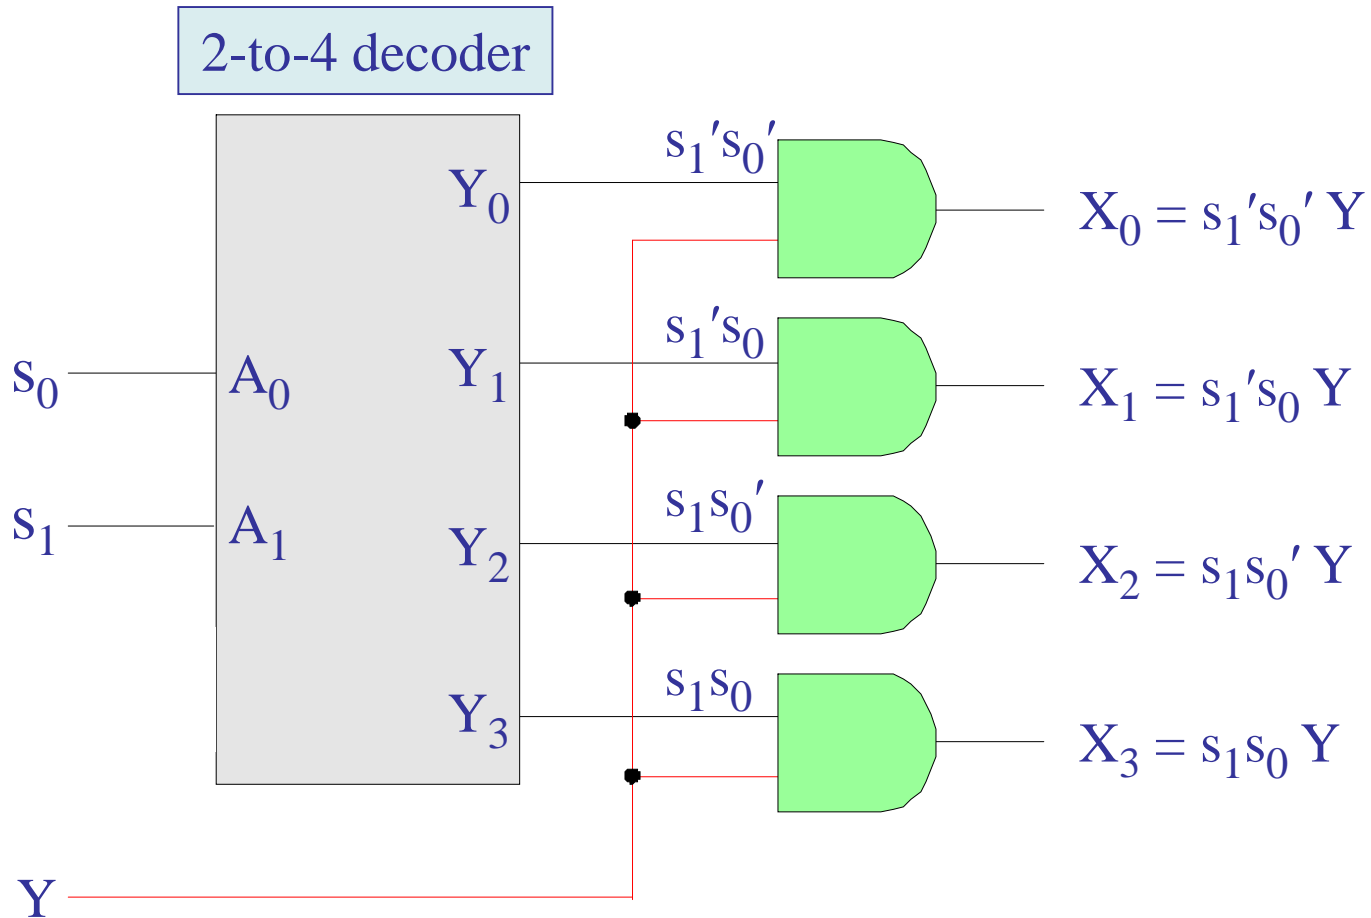 2-to-4 decoder
s₁′s₀′
Y₀
X₀ = s₁′s₀′ Y
s₁′s₀
s₀
A₀
Y₁
X₁ = s₁′s₀ Y
s₁s₀′
s₁
A₁
Y₂
X₂ = s₁s₀′ Y
s₁s₀
Y₃
X₃ = s₁s₀ Y
Y